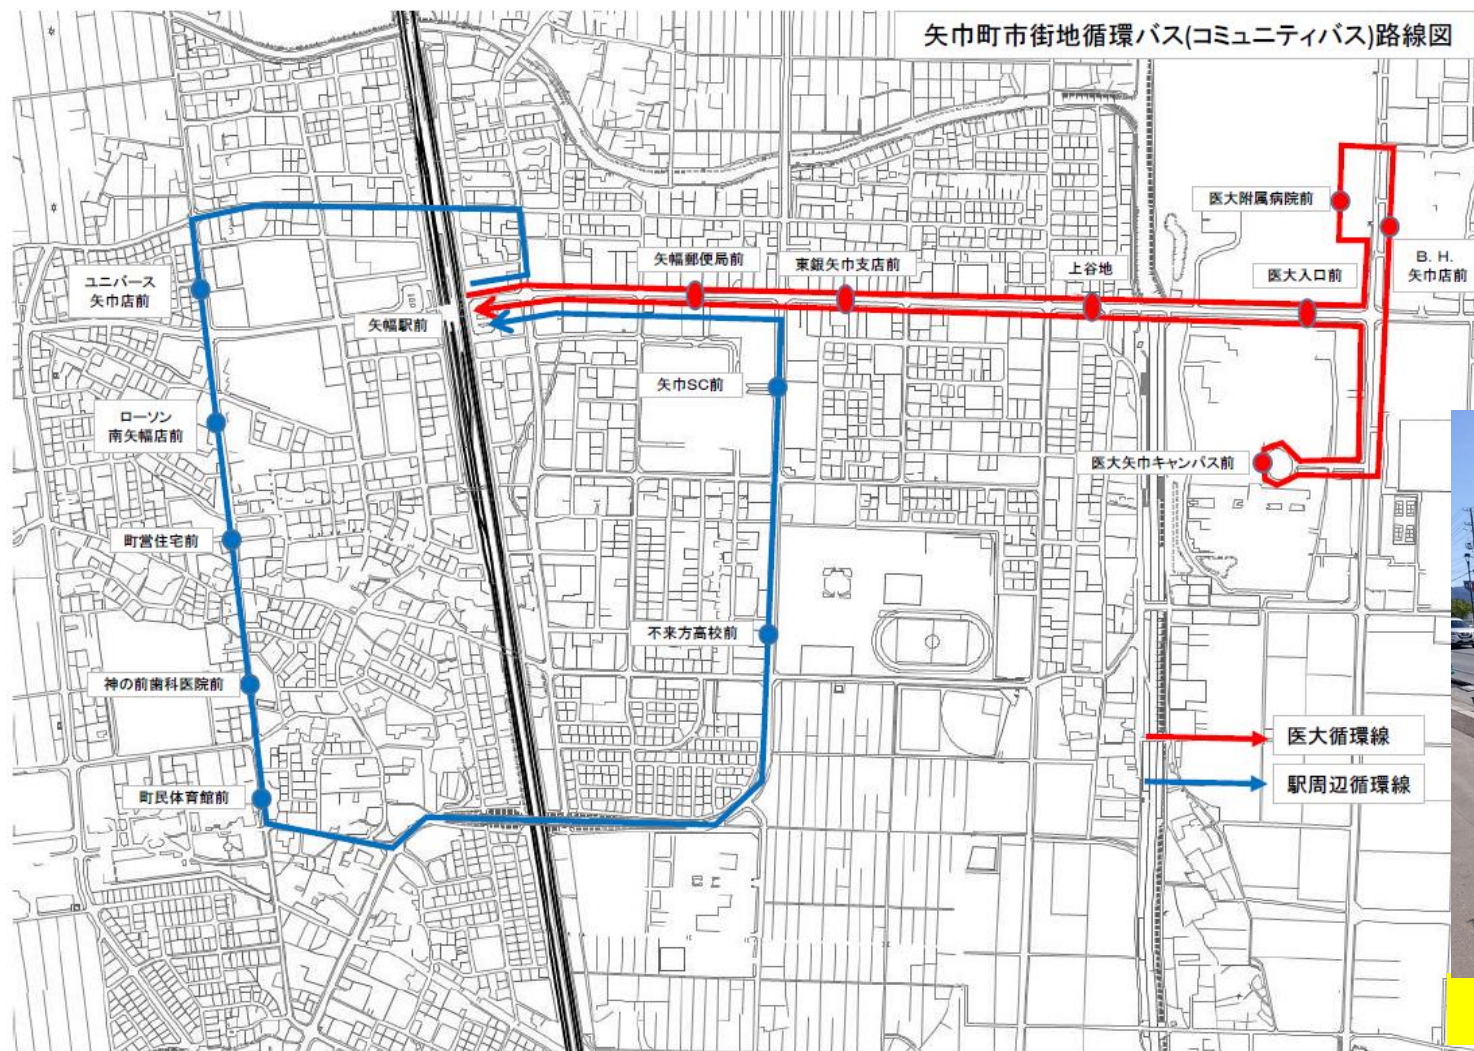 矢巾町市街地循環バス(コミュニティバス)路線図
医大附属病院前
B. H.
矢巾店前
矢幅郵便局前
東銀矢巾支店前
上谷地
医大入口前
ユニバース
矢巾店前
矢幅駅前
矢巾SC前
ローソン
南矢幅店前
医大矢巾キャンパス前
町営住宅前
不来方高校前
神の前歯科医院前
医大循環線
駅周辺循環線
町民体育館前